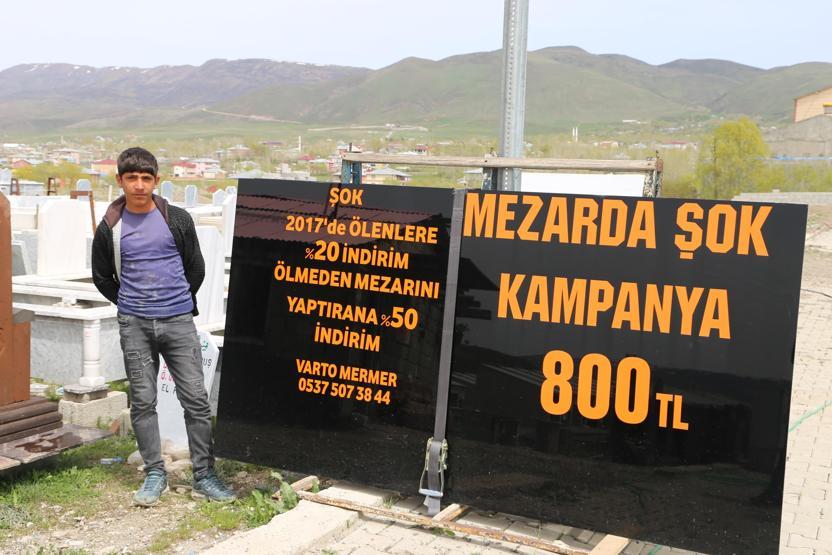 ŞOK
2017'de ÖLENLERE
%20 İNDİRİM
ÖLMEDEN MEZARINI
YAPTIRANA %50
İNDİRİM
VARTO MERMER
0537 507 38 44
MEZARDA ŞOK
KAMPANYA
800 TL